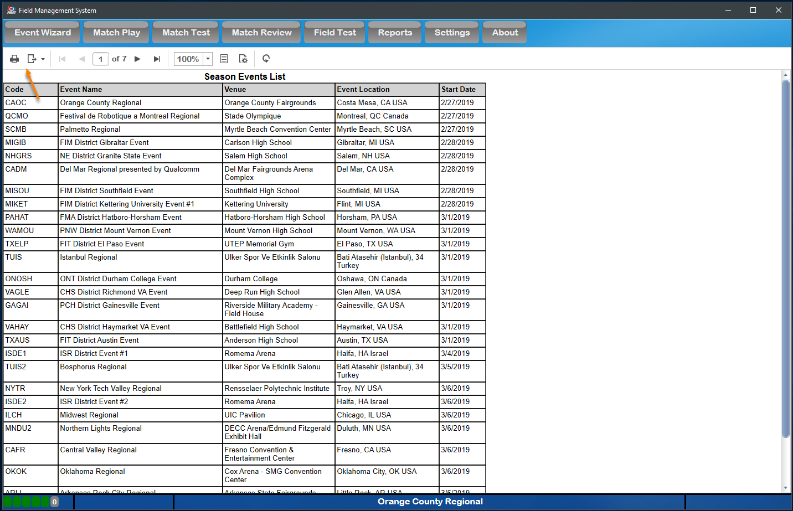 Field Management System
Event Wizard Match Play Match Test Match Review Field Test Reports Settings About
1 of 7 100%
Season Events List
Code Event Name Venue Event Location Start Date
CAOC Orange County Regional Orange County Fairgrounds Costa Mesa, CA USA 2/27/2019
QCMO Festival de Robotique a Montreal Regional Stade Olympique Montreal, QC Canada 2/27/2019
SCMB Palmetto Regional Myrtle Beach Convention Center Myrtle Beach, SC USA 2/27/2019
MIGIB FIM District Gibraltar Event Carlson High School Gibraltar, MI USA 2/28/2019
NHGRS NE District Granite State Event Salem High School Salem, NH USA 2/28/2019
CADM Del Mar Regional presented by Qualcomm Del Mar Fairgrounds Arena Del Mar, CA USA 2/28/2019
Complex
MISOU FIM District Southfield Event Southfield High School Southfield, MI USA 2/28/2019
MIKET FIM District Kettering University Event #1 Kettering University Flint, MI USA 2/28/2019
PAHAT FMA District Hatboro-Horsham Event Hatboro-Horsham High School Horsham, PA USA 3/1/2019
WAMOU PNW District Mount Vernon Event Mount Vernon High School Mount Vernon, WA USA 3/1/2019
TXELP FIT District El Paso Event UTEP Memorial Gym El Paso, TX USA 3/1/2019
TUIS Istanbul Regional Ulker Spor Ve Etkinlik Salonu Bati Atasehir (Istanbul), 34 3/1/2019
Turkey
ONOSH ONT District Durham College Event Durham College Oshawa, ON Canada 3/1/2019
VAGLE CHS District Richmond VA Event Deep Run High School Glen Allen, VA USA 3/1/2019
GAGAI PCH District Gainesville Event Riverside Military Academy - Gainesville, GA USA 3/1/2019
Field House
VAHAY CHS District Haymarket VA Event Battlefield High School Haymarket, VA USA 3/1/2019
TXAUS FIT District Austin Event Anderson High School Austin, TX USA 3/1/2019
ISDE1 ISR District Event #1 Romema Arena Haifa, HA Israel 3/4/2019
TUIS2 Bosphorus Regional Ulker Spor Ve Etkinlik Salonu Bati Atasehir (Istanbul), 34 3/5/2019
Turkey
NYTR New York Tech Valley Regional Rensselaer Polytechnic Institute Troy, NY USA 3/6/2019
ISDE2 ISR District Event #2 Romema Arena Haifa, HA Israel 3/6/2019
ILCH Midwest Regional UIC Pavilion Chicago, IL USA 3/6/2019
MNDU2 Northern Lights Regional DECC Arena/Edmund Fitzgerald Duluth, MN USA 3/6/2019
Exhibit Hall
CAFR Central Valley Regional Fresno Convention & Fresno, CA USA 3/6/2019
Entertainment Center
OKOK Oklahoma Regional Cox Arena - SMG Convention Oklahoma City, OK USA 3/6/2019
Center
Arkansas Rock City Regional Arkansas State Fairgrounds Little Rock, AR USA 3/6/2019
0 Orange County Regional